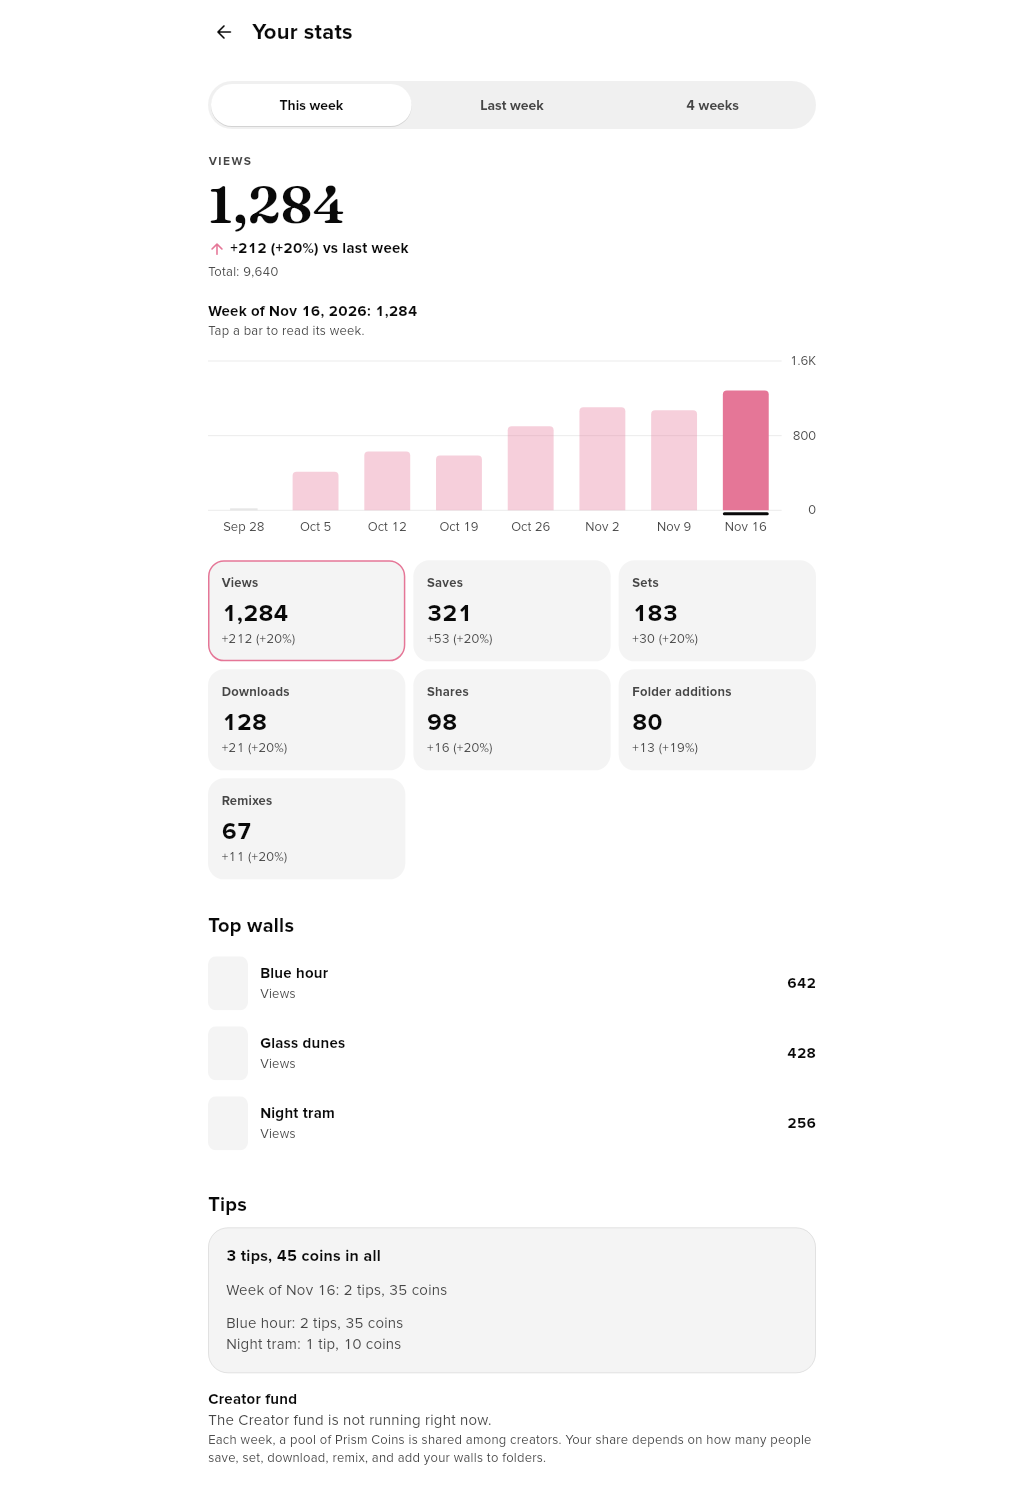 Your stats
This week
Last week
4 weeks
VIEWS
1,284
+212 (+20%) vs last week
Total: 9,640
Week of Nov 16, 2026: 1,284
Tap a bar to read its week.
1.6K
800
0
Sep 28
Oct 5
Oct 12
Oct 19
Oct 26
Nov 2
Nov 9
Nov 16
Views
1,284
+212 (+20%)
Saves
321
+53 (+20%)
Sets
183
+30 (+20%)
Downloads
128
+21 (+20%)
Shares
98
+16 (+20%)
Folder additions
80
+13 (+19%)
Remixes
67
+11 (+20%)
Top walls
Blue hour
Views
642
Glass dunes
Views
428
Night tram
Views
256
Tips
3 tips, 45 coins in all
Week of Nov 16: 2 tips, 35 coins
Blue hour: 2 tips, 35 coins
Night tram: 1 tip, 10 coins
Creator fund
The Creator fund is not running right now.
Each week, a pool of Prism Coins is shared among creators. Your share depends on how many people
save, set, download, remix, and add your walls to folders.